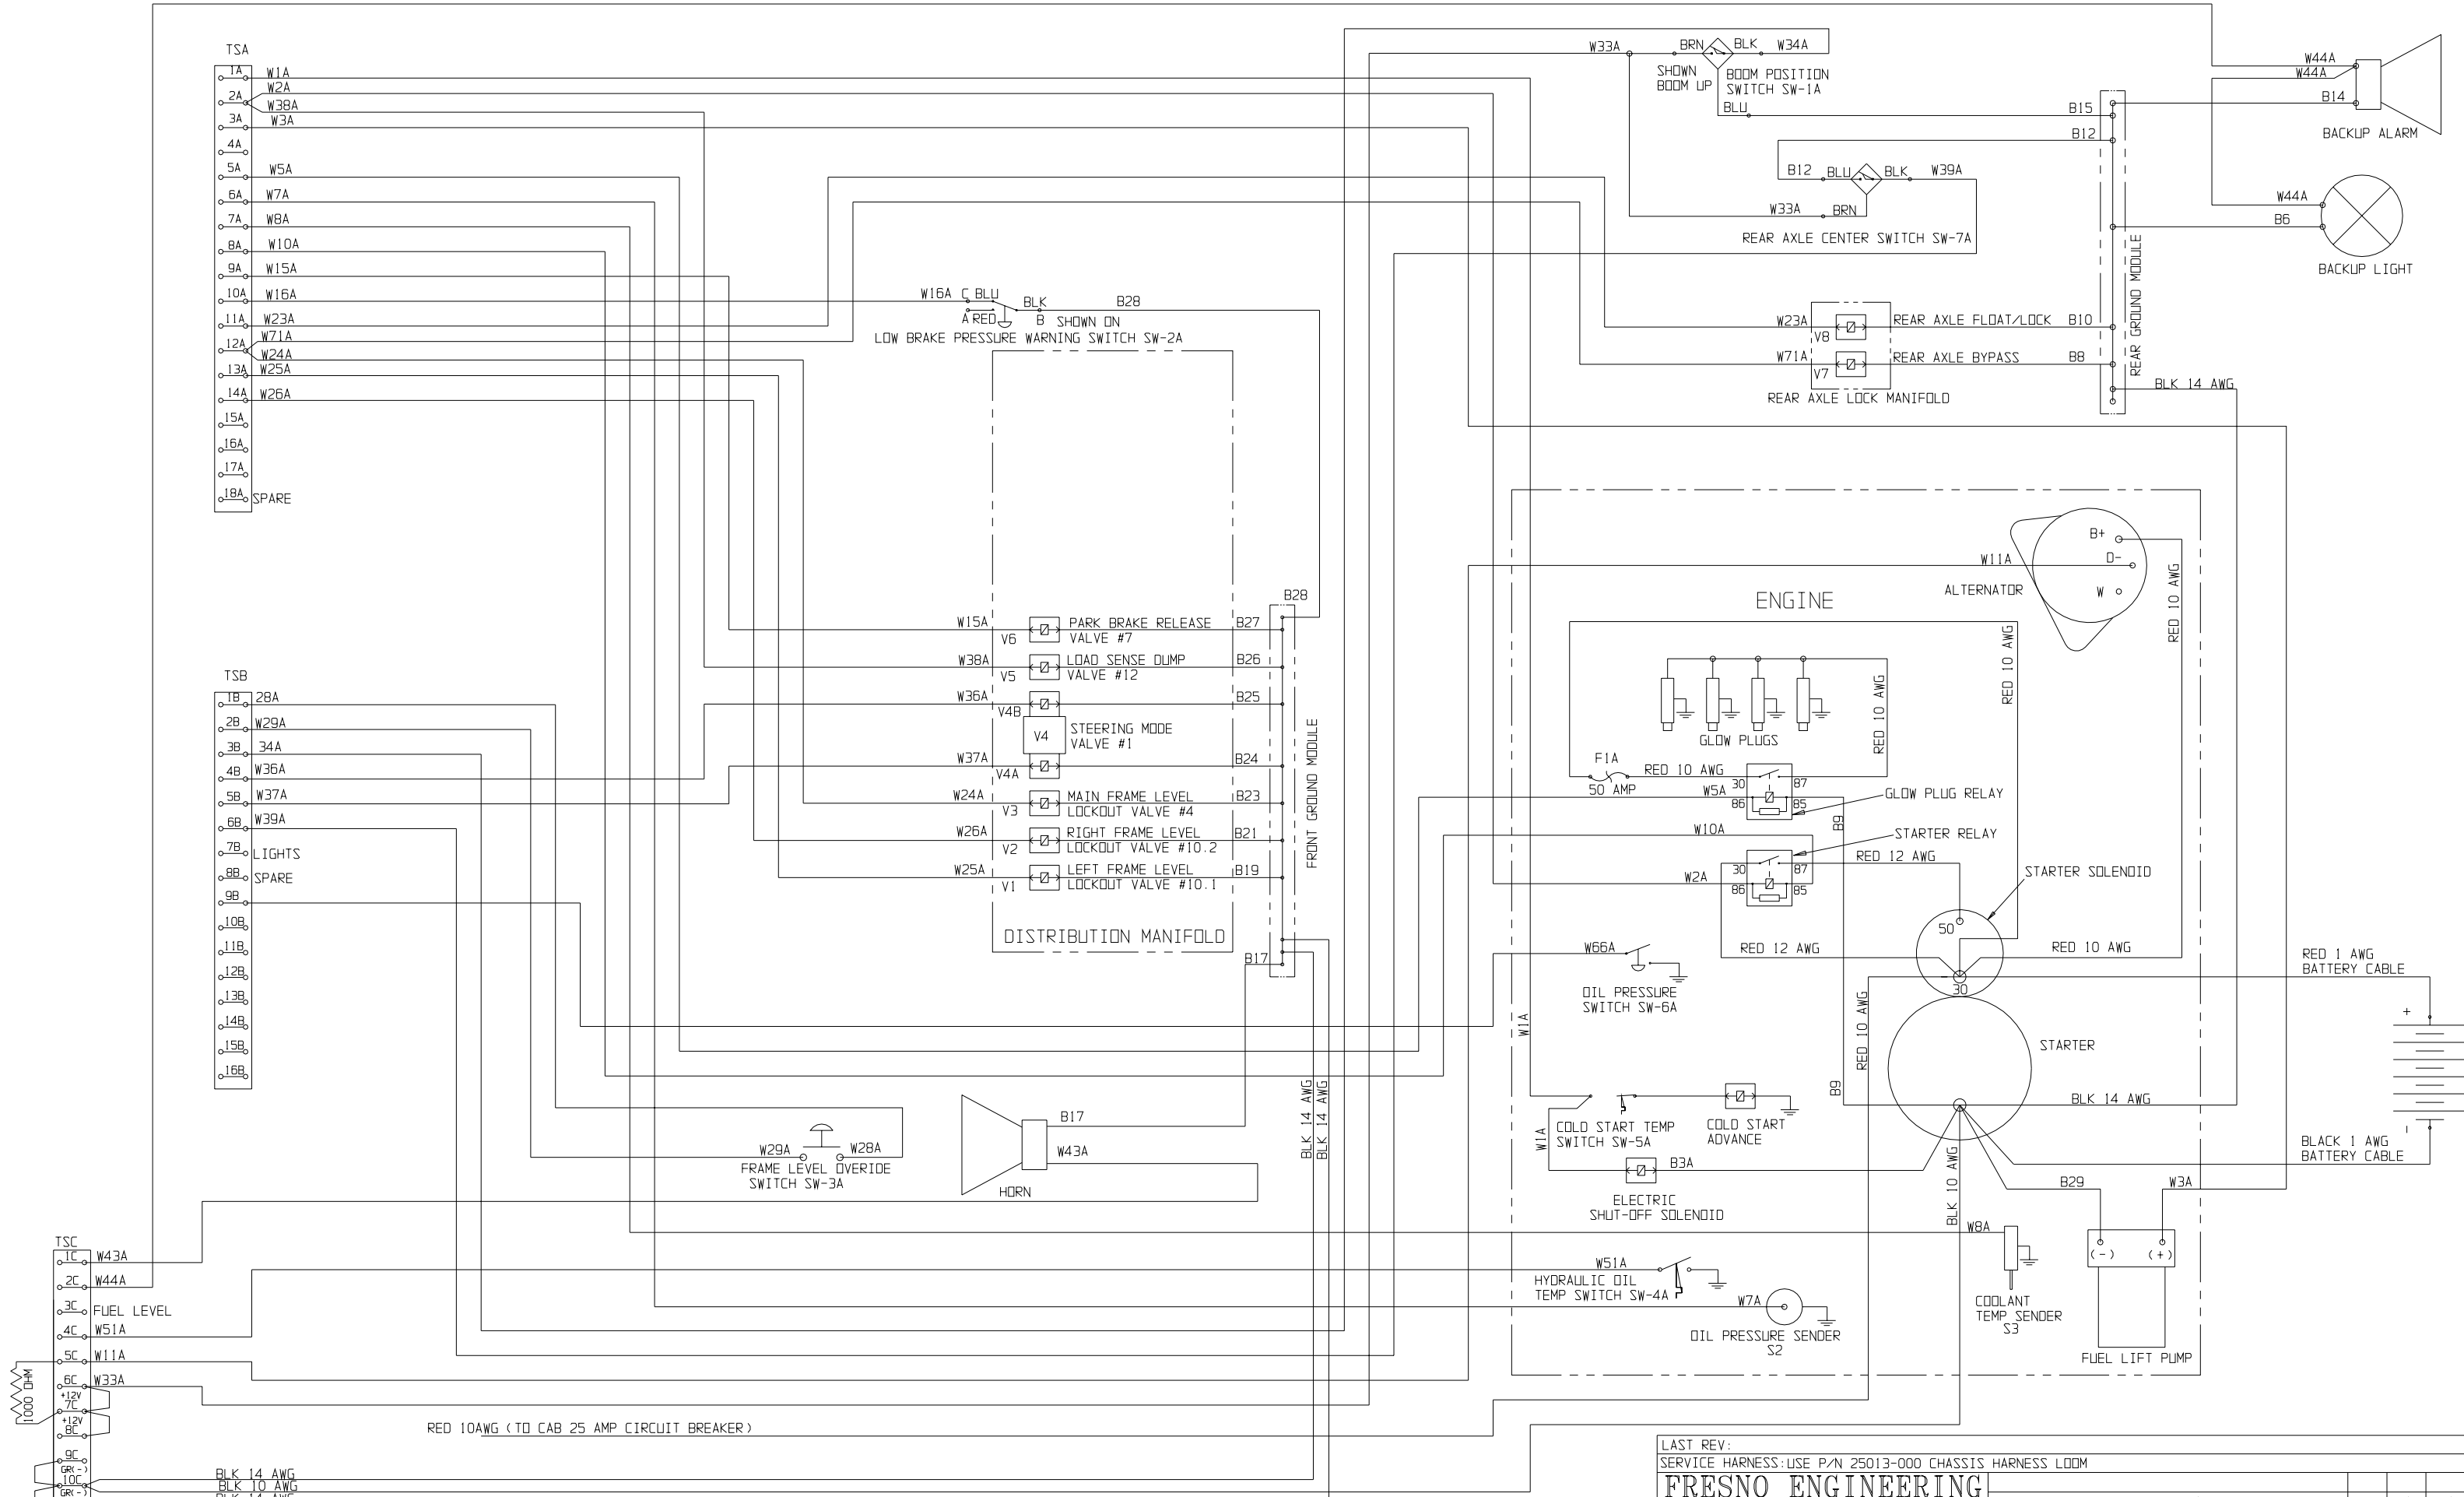 TSA
1A W1A
W2A
2A
W38A
3A W3A
4A
5A W5A
6A W7A
7A W8A
8A W10A
9A W15A
10A W16A
11A W23A
W71A
12A
W24A
13A W25A
14A W26A
15A
16A
17A
18A SPARE
W33A BRN BLK W34A
SHOWN
BOOM UP
BOOM POSITION
SWITCH SW-1A
BLU
B15
B12
B12 BLU BLK W39A
W33A BRN
REAR AXLE CENTER SWITCH SW-7A
W44A
W44A
B14
BACKUP ALARM
W44A
B6
BACKUP LIGHT
REAR GROUND MODULE
W16A C BLU BLK B28
A RED B SHOWN ON
LOW BRAKE PRESSURE WARNING SWITCH SW-2A
W23A REAR AXLE FLOAT/LOCK B10
V8
W71A REAR AXLE BYPASS B8
V7
REAR AXLE LOCK MANIFOLD
BLK 14 AWG
B28
W15A PARK BRAKE RELEASE B27
V6 VALVE #7
W38A LOAD SENSE DUMP B26
V5 VALVE #12
W36A B25
V4B
V4 STEERING MODE
VALVE #1
W37A B24
V4A
W24A MAIN FRAME LEVEL B23
V3 LOCKOUT VALVE #4
W26A RIGHT FRAME LEVEL B21
V2 LOCKOUT VALVE #10.2
W25A LEFT FRAME LEVEL B19
V1 LOCKOUT VALVE #10.1
DISTRIBUTION MANIFOLD
B17
FRONT GROUND MODULE
TSB
1B 28A
2B W29A
3B 34A
4B W36A
5B W37A
6B W39A
7B LIGHTS
8B SPARE
9B
10B
11B
12B
13B
14B
15B
16B
ENGINE
W11A
B+
D-
W
ALTERNATOR
RED 10 AWG
RED 10 AWG
RED 10 AWG
GLOW PLUGS
F1A
50 AMP
RED 10 AWG
30 87
W5A
86 85
GLOW PLUG RELAY
B9
W10A
STARTER RELAY
RED 12 AWG
30 87
W2A
86 85
STARTER SOLENOID
50
RED 12 AWG
RED 10 AWG
30
W66A
OIL PRESSURE
SWITCH SW-6A
RED 10 AWG
STARTER
RED 1 AWG
BATTERY CABLE
+
-
BLACK 1 AWG
BATTERY CABLE
W1A
W1A
COLD START TEMP
SWITCH SW-5A
COLD START
ADVANCE
B9
BLK 14 AWG
B3A
ELECTRIC
SHUT-OFF SOLENOID
BLK 10 AWG
B29
W3A
W8A
(-) (+)
COOLANT
TEMP SENDER
S3
FUEL LIFT PUMP
W51A
HYDRAULIC OIL
TEMP SWITCH SW-4A
W7A
OIL PRESSURE SENDER
S2
W29A W28A
FRAME LEVEL OVERIDE
SWITCH SW-3A
B17
W43A
HORN
BLK 14 AWG
BLK 14 AWG
TSC
1C W43A
2C W44A
3C FUEL LEVEL
4C W51A
5C W11A
6C W33A
+12V
7C
+12V
8C
9C
GR(-)
10C
GR(-)
1000 OHM
RED 10AWG (TO CAB 25 AMP CIRCUIT BREAKER)
BLK 14 AWG
BLK 10 AWG
BLK 14 AWG
LAST REV:
SERVICE HARNESS: USE P/N 25013-000 CHASSIS HARNESS LOOM
FRESNO ENGINEERING